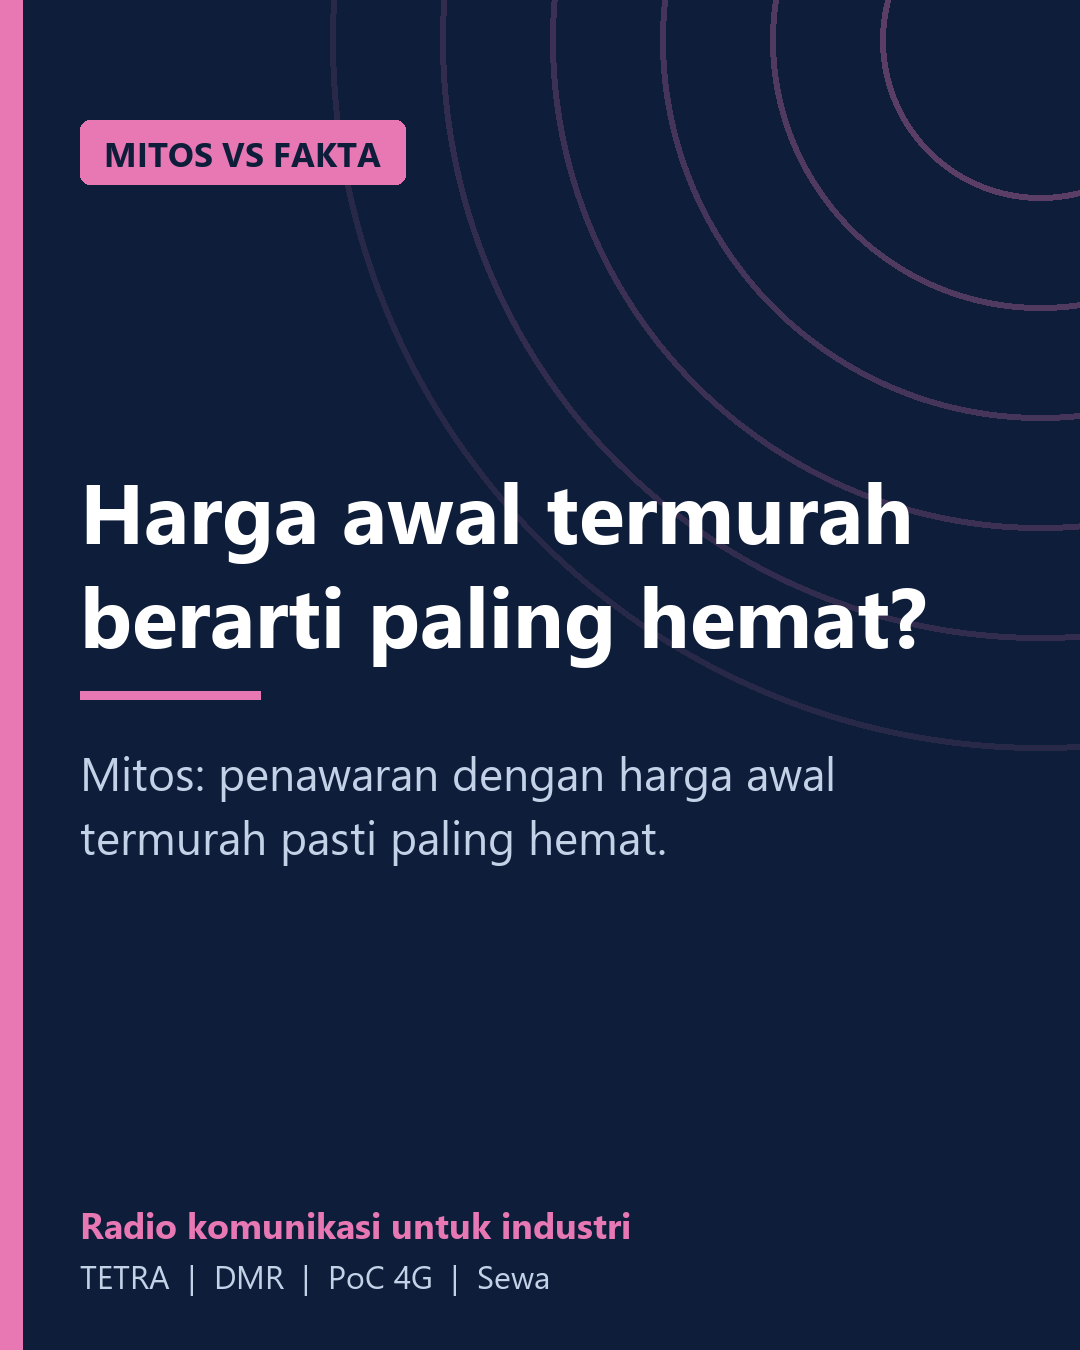 MITOS VS FAKTA
Harga awal termurah
berarti paling hemat?
Mitos: penawaran dengan harga awal
termurah pasti paling hemat.
Radio komunikasi untuk industri
TETRA | DMR | PoC 4G | Sewa